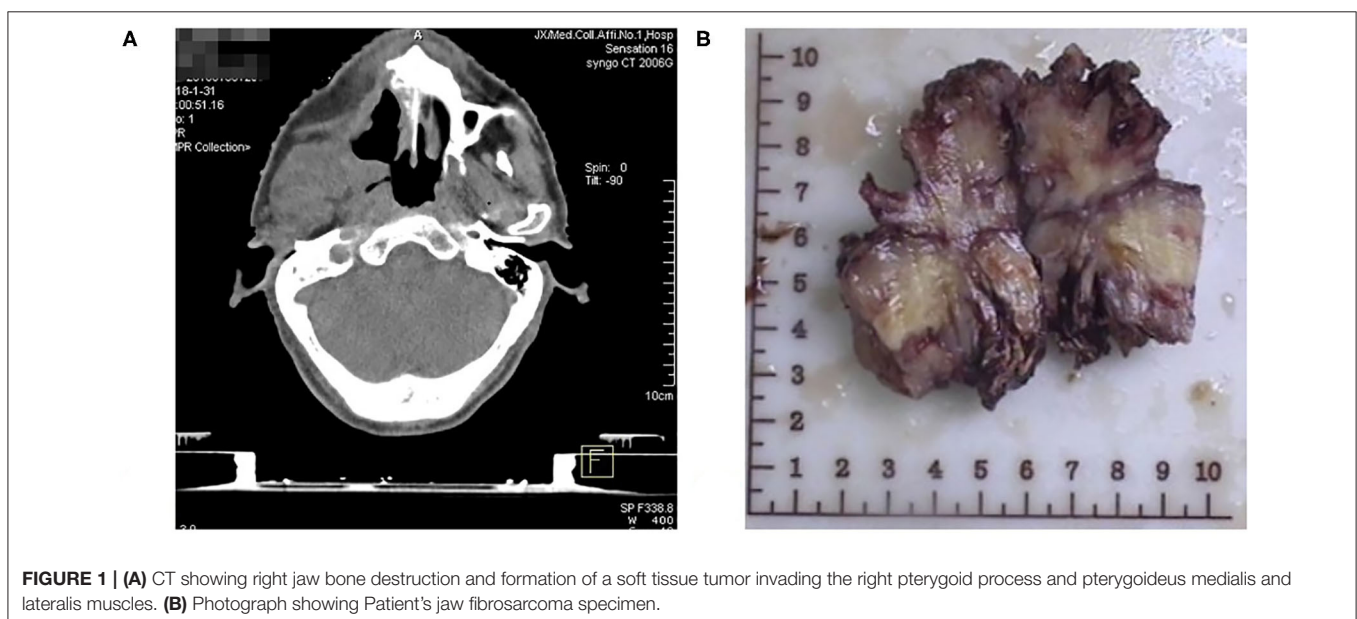 A
A
JX/Med.Coll.Affi.No.1,Hosp
Sensation 16
syngo CT 2006G
18-1-31
:00:51.16
o: 1
MPR Collection>
Spin: 0
Tilt: -90
10cm
F
SP F338.8
W 400
B
10
9
8
7
6
5
4
3
2
1 2 3 4 5 6 7 8 9 10
FIGURE 1 | (A) CT showing right jaw bone destruction and formation of a soft tissue tumor invading the right pterygoid process and pterygoideus medialis and
lateralis muscles. (B) Photograph showing Patient's jaw fibrosarcoma specimen.